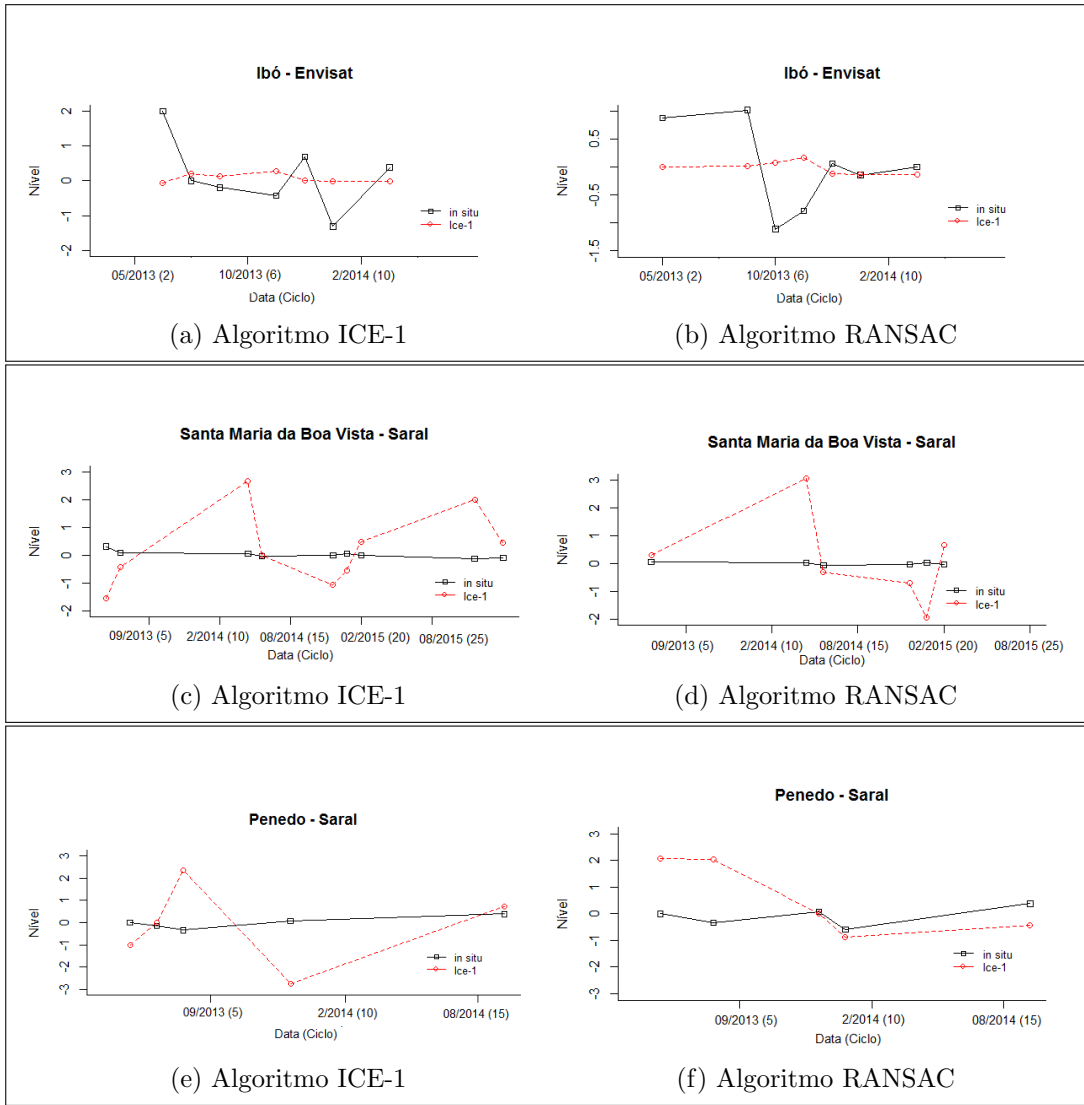 Ibó - Envisat
Nível
2
1
0
-1
-2
in situ
Ice-1
05/2013 (2) 10/2013 (6) 2/2014 (10)
Data (Ciclo)
(a) Algoritmo ICE-1
Ibó - Envisat
Nível
0.5
-0.5
-1.5
in situ
Ice-1
05/2013 (2) 10/2013 (6) 2/2014 (10)
Data (Ciclo)
(b) Algoritmo RANSAC
Santa Maria da Boa Vista - Saral
Nível
3
2
1
0
-1
-2
in situ
Ice-1
09/2013 (5) 2/2014 (10) 08/2014 (15) 02/2015 (20) 08/2015 (25)
Data (Ciclo)
(c) Algoritmo ICE-1
Santa Maria da Boa Vista - Saral
Nível
3
2
1
0
-1
-2
in situ
Ice-1
09/2013 (5) 2/2014 (10) 08/2014 (15) 02/2015 (20) 08/2015 (25)
Data (Ciclo)
(d) Algoritmo RANSAC
Penedo - Saral
Nível
3
2
1
0
-1
-2
-3
in situ
Ice-1
09/2013 (5) 2/2014 (10) 08/2014 (15)
Data (Ciclo)
(e) Algoritmo ICE-1
Penedo - Saral
Nível
3
2
1
0
-1
-2
-3
in situ
Ice-1
09/2013 (5) 2/2014 (10) 08/2014 (15)
Data (Ciclo)
(f) Algoritmo RANSAC